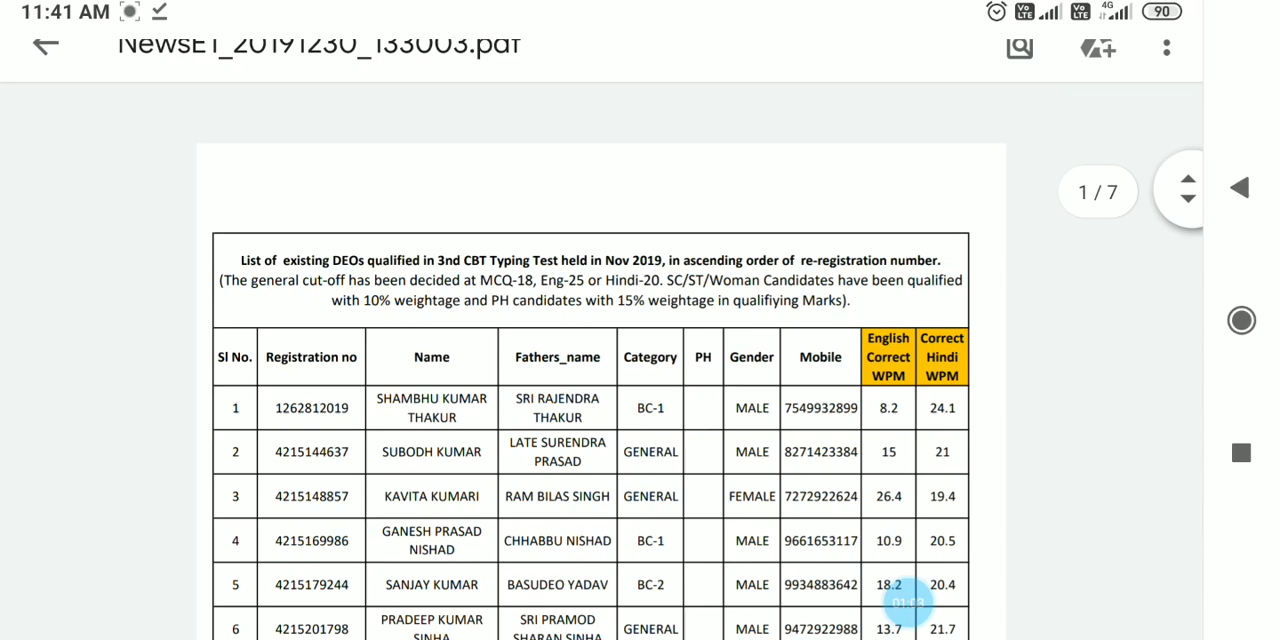 11:41 AM
Vo LTE Vo LTE 4G 90
NewsET_20191230_133003.pdf
1 / 7
List of existing DEOs qualified in 3nd CBT Typing Test held in Nov 2019, in ascending order of re-registration number.
(The general cut-off has been decided at MCQ-18, Eng-25 or Hindi-20. SC/ST/Woman Candidates have been qualified
with 10% weightage and PH candidates with 15% weightage in qualifiying Marks).
Sl No. Registration no Name Fathers_name Category PH Gender Mobile English Correct WPM Correct Hindi WPM
1 1262812019 SHAMBHU KUMAR THAKUR SRI RAJENDRA THAKUR BC-1 MALE 7549932899 8.2 24.1
2 4215144637 SUBODH KUMAR LATE SURENDRA PRASAD GENERAL MALE 8271423384 15 21
3 4215148857 KAVITA KUMARI RAM BILAS SINGH GENERAL FEMALE 7272922624 26.4 19.4
4 4215169986 GANESH PRASAD NISHAD CHHABBU NISHAD BC-1 MALE 9661653117 10.9 20.5
5 4215179244 SANJAY KUMAR BASUDEO YADAV BC-2 MALE 9934883642 18.2 20.4
01:03
6 4215201798 PRADEEP KUMAR SINHA SRI PRAMOD SHARAN SINHA GENERAL MALE 9472922988 13.7 21.7